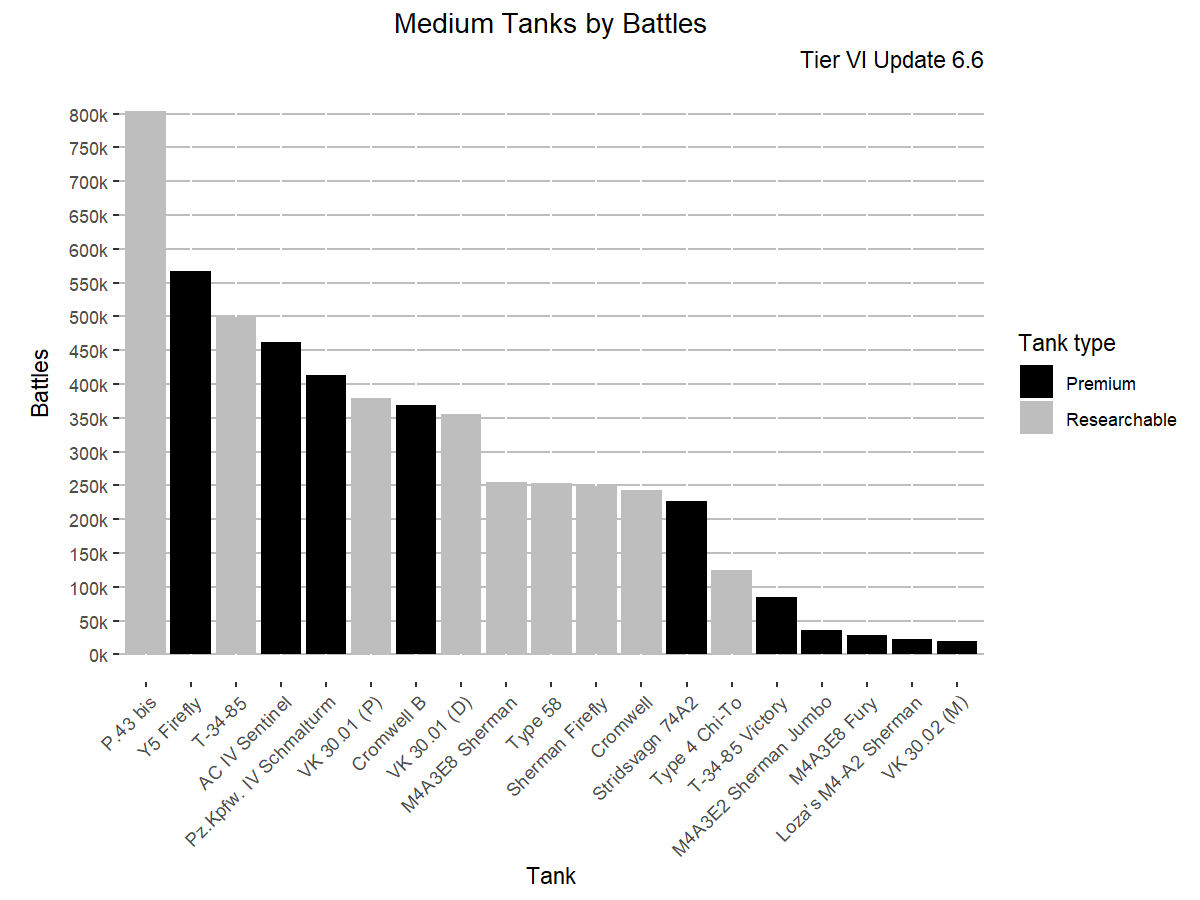 Medium Tanks by Battles
Tier VI Update 6.6
800k
750k
700k
650k
600k
550k
500k
450k
400k
350k
300k
250k
200k
150k
100k
50k
0k
Battles
P.43 bis
Y5 Firefly
T-34-85
AC IV Sentinel
Pz.Kpfw. IV Schmalturm
VK 30.01 (P)
Cromwell B
VK 30.01 (D)
M4A3E8 Sherman
Type 58
Sherman Firefly
Cromwell
Stridsvagn 74A2
Type 4 Chi-To
T-34-85 Victory
M4A3E2 Sherman Jumbo
M4A3E8 Fury
Loza's M4-A2 Sherman
VK 30.02 (M)
Tank
Tank type
Premium
Researchable